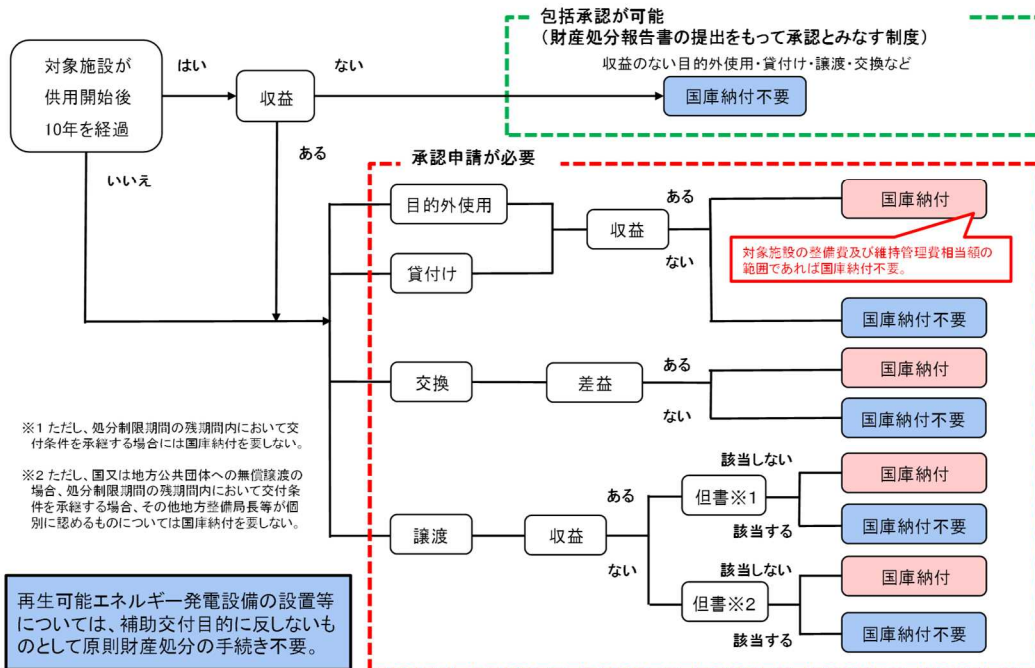 包括承認が可能
（財産処分報告書の提出をもって承認とみなす制度）
収益のない目的外使用・貸付け・譲渡・交換など
国庫納付不要
対象施設が
供用開始後
10年を経過
はい
収益
ない
ある
いいえ
承認申請が必要
目的外使用
貸付け
収益
ある
国庫納付
対象施設の整備費及び維持管理費相当額の
範囲であれば国庫納付不要。
ない
国庫納付不要
交換
差益
ある
国庫納付
ない
国庫納付不要
※1 ただし、処分制限期間の残期間内において交
付条件を承継する場合には国庫納付を要しない。
※2 ただし、国又は地方公共団体への無償譲渡の
場合、処分制限期間の残期間内において交付条
件を承継する場合、その他地方整備局長等が個
別に認めるものについては国庫納付を要しない。
譲渡
収益
ある
但書※1
該当しない
国庫納付
該当する
国庫納付不要
ない
但書※2
該当しない
国庫納付
該当する
国庫納付不要
再生可能エネルギー発電設備の設置等
については、補助交付目的に反しないも
のとして原則財産処分の手続き不要。